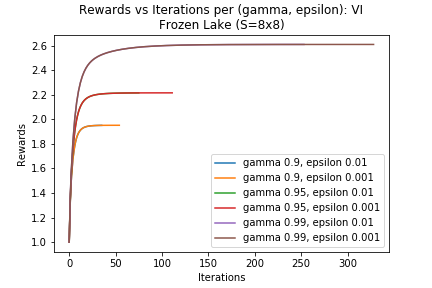 Rewards vs Iterations per (gamma, epsilon): VI
Frozen Lake (S=8x8)
Rewards
2.6
2.4
2.2
2.0
1.8
1.6
1.4
1.2
1.0
gamma 0.9, epsilon 0.01
gamma 0.9, epsilon 0.001
gamma 0.95, epsilon 0.01
gamma 0.95, epsilon 0.001
gamma 0.99, epsilon 0.01
gamma 0.99, epsilon 0.001
0 50 100 150 200 250 300
Iterations